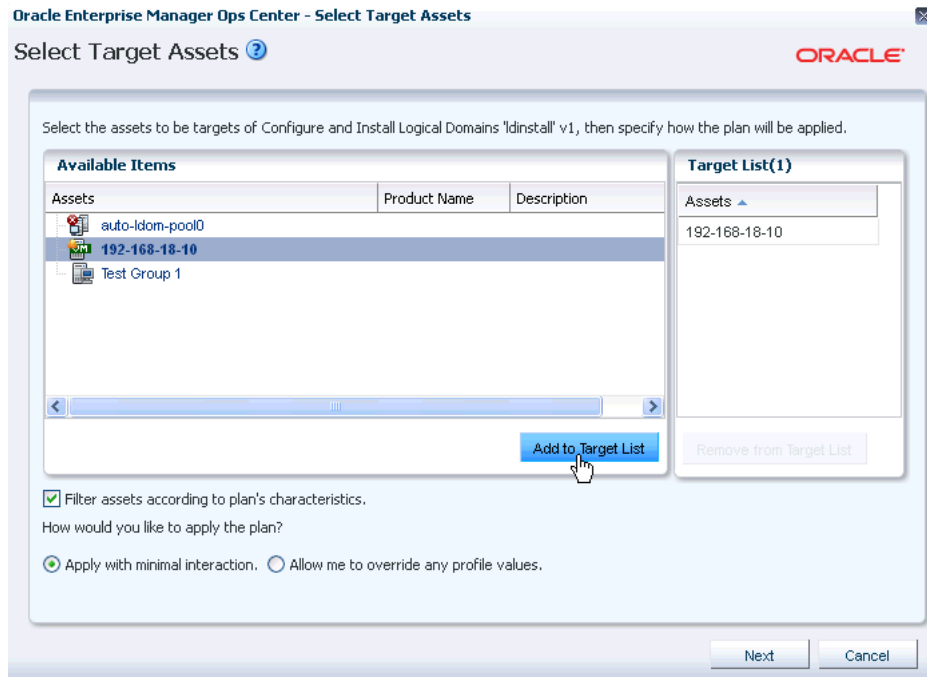 Oracle Enterprise Manager Ops Center - Select Target Assets
Select Target Assets ?
ORACLE
Select the assets to be targets of Configure and Install Logical Domains 'ldinstall' v1, then specify how the plan will be applied.
Available Items
Assets Product Name Description
auto-ldom-pool0
192-168-18-10
Test Group 1
Add to Target List
Target List(1)
Assets
192-168-18-10
Remove from Target List
Filter assets according to plan's characteristics.
How would you like to apply the plan?
Apply with minimal interaction. Allow me to override any profile values.
Next Cancel